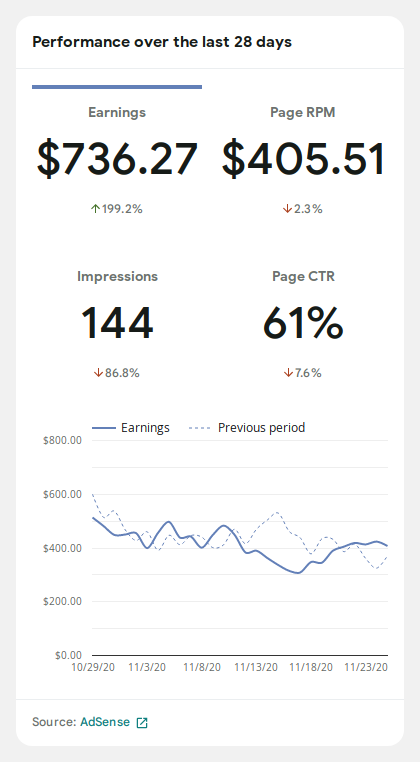 Performance over the last 28 days
Earnings
Page RPM
$736.27
$405.51
↑199.2%
↓2.3%
Impressions
Page CTR
144
61%
↓86.8%
↓7.6%
Earnings
Previous period
$800.00
$600.00
$400.00
$200.00
$0.00
10/29/20 11/3/20 11/8/20 11/13/20 11/18/20 11/23/20
Source: AdSense